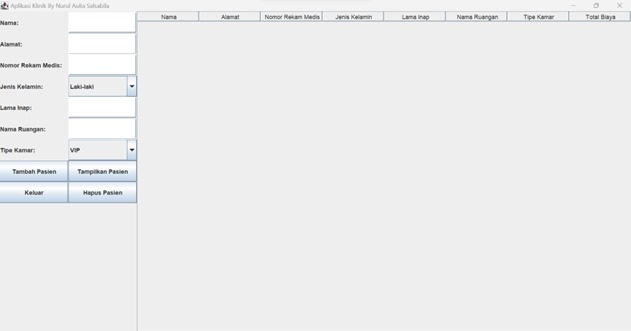 Aplikasi Klinik By Nurul Aulia Salsabila
Nama:
Alamat:
Nomor Rekam Medis:
Jenis Kelamin: Laki-laki
Lama Inap:
Nama Ruangan:
Tipe Kamar: VIP
Tambah Pasien Tampilkan Pasien
Keluar Hapus Pasien
Nama Alamat Nomor Rekam Medis Jenis Kelamin Lama Inap Nama Ruangan Tipe Kamar Total Biaya